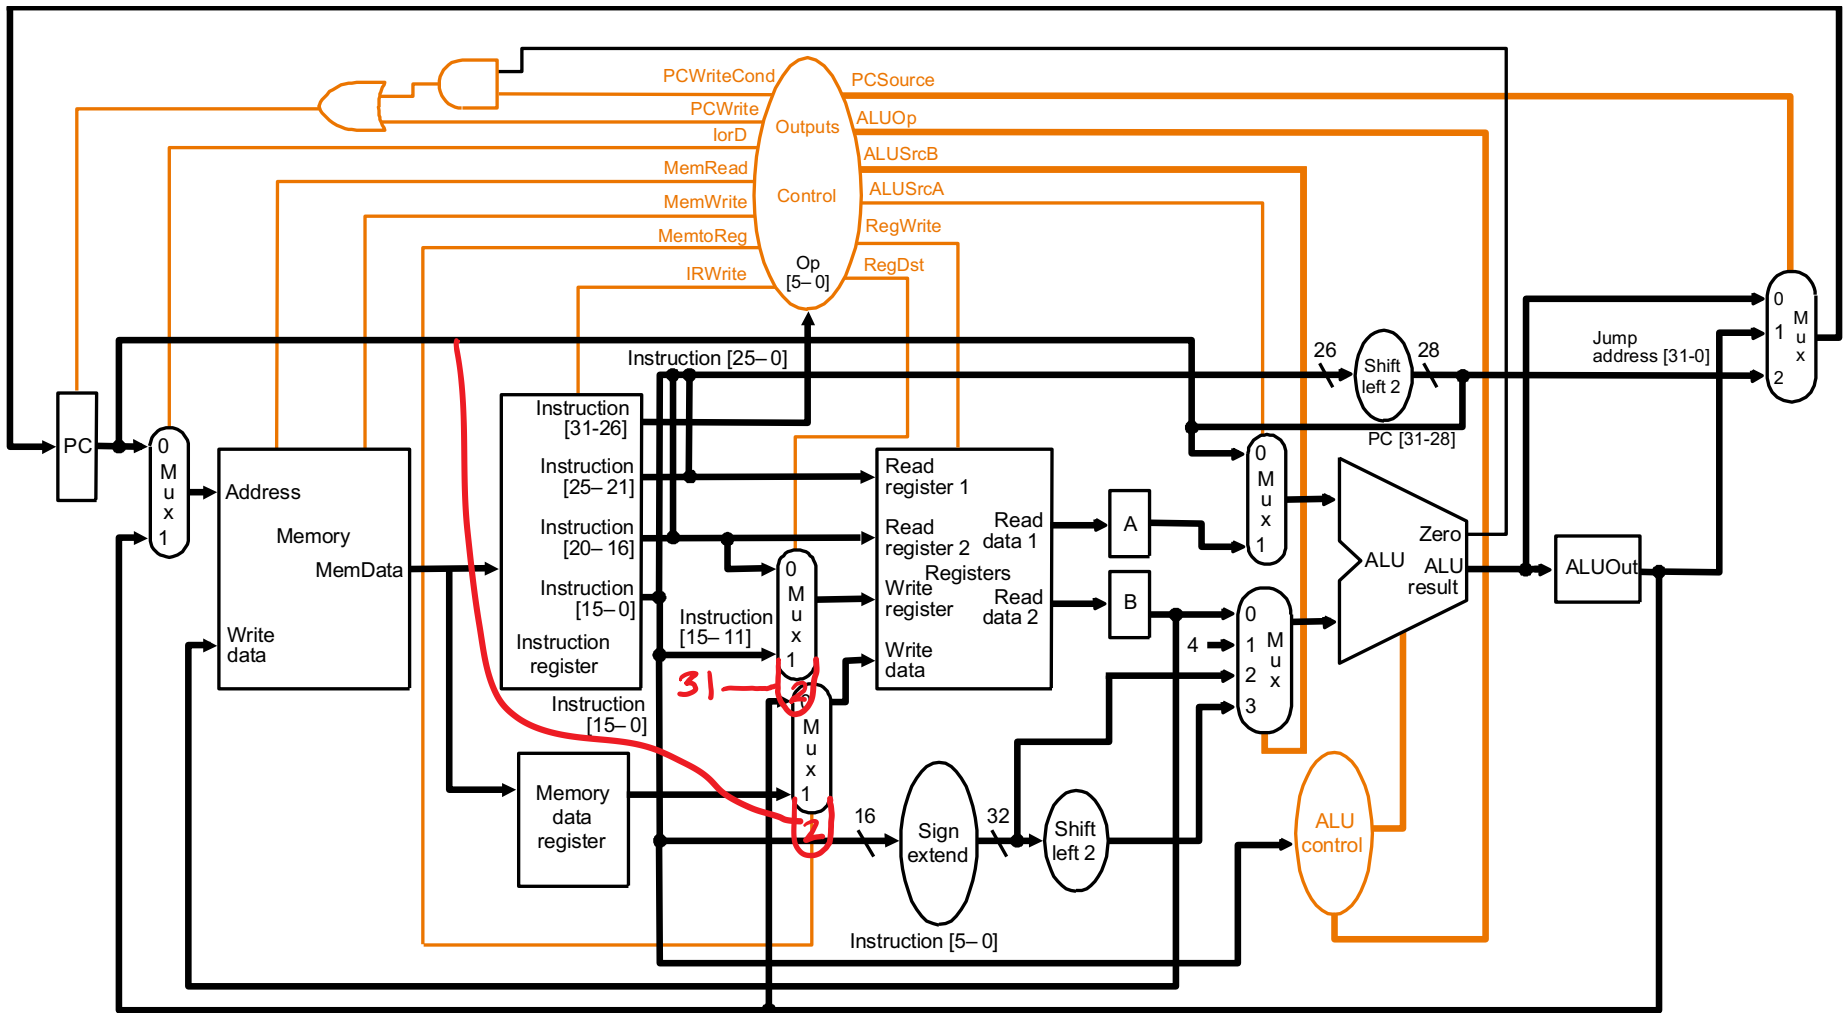 PCWriteCond
PCSource
PCWrite
ALUOp
Outputs
IorD
ALUSrcB
MemRead
ALUSrcA
Control
MemWrite
RegWrite
MemtoReg
RegDst
Op
[5–0]
IRWrite
Instruction [25–0]
26
Shift
left 2
28
Jump
address [31-0]
0
1
2
M
u
x
PC [31-28]
PC
0
M
u
x
1
Address
Memory
MemData
Write
data
Instruction
[31-26]
Instruction
[25–21]
Instruction
[20–16]
Instruction
[15–0]
Instruction
register
Instruction
[15–11]
Instruction
[15–0]
0
M
u
x
1
2
31
0
M
u
x
1
2
Memory
data
register
Read
register 1
Read
register 2
Registers
Write
register
Write
data
Read
data 1
Read
data 2
A
B
0
M
u
x
1
4
0
1
2
3
M
u
x
Zero
ALU
ALU
result
ALUOut
16
Sign
extend
32
Shift
left 2
ALU
control
Instruction [5–0]